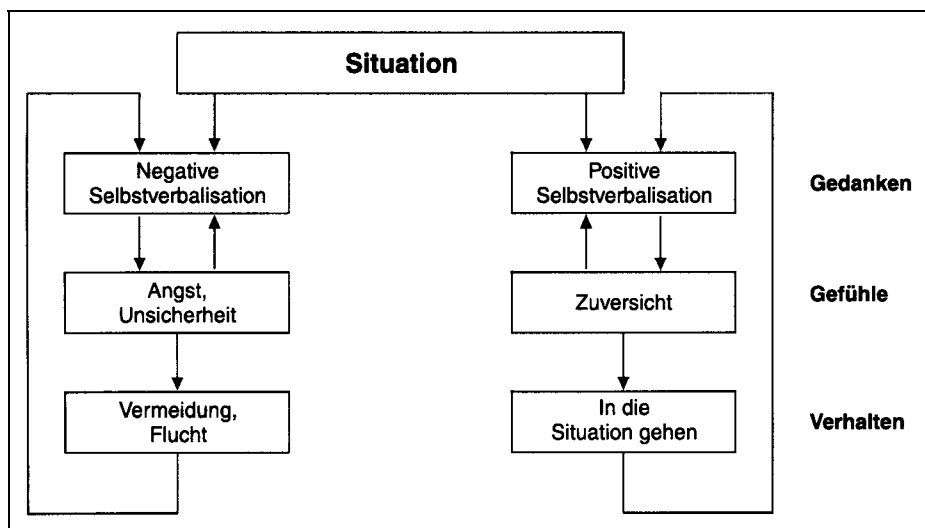 Situation
Negative
Selbstverbalisation
Positive
Selbstverbalisation
Gedanken
Angst,
Unsicherheit
Zuversicht
Gefühle
Vermeidung,
Flucht
In die
Situation gehen
Verhalten